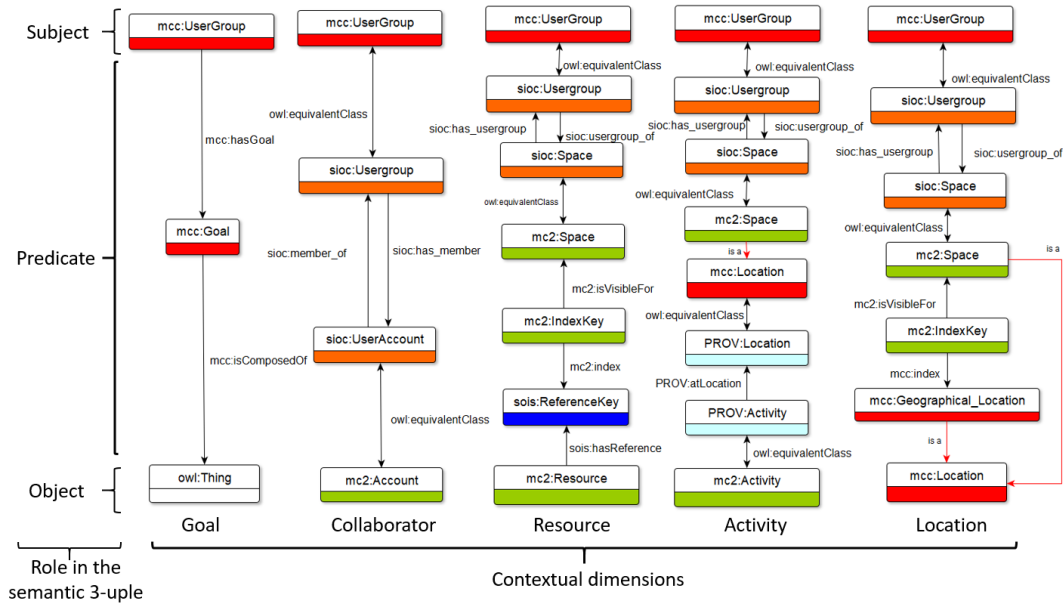 Subject
mcc:UserGroup
mcc:UserGroup
mcc:UserGroup
mcc:UserGroup
mcc:UserGroup
Predicate
mcc:hasGoal
mcc:Goal
mcc:isComposedOf
owl:equivalentClass
sioc:Usergroup
sioc:member_of
sioc:has_member
sioc:UserAccount
owl:equivalentClass
owl:equivalentClass
sioc:Usergroup
sioc:has_usergroup
sioc:usergroup_of
sioc:Space
owl:equivalentClass
mc2:Space
mc2:isVisibleFor
mc2:IndexKey
mc2:index
sois:ReferenceKey
sois:hasReference
owl:equivalentClass
sioc:Usergroup
sioc:has_usergroup
sioc:usergroup_of
sioc:Space
owl:equivalentClass
mc2:Space
is a
mcc:Location
owl:equivalentClass
PROV:Location
PROV:atLocation
PROV:Activity
owl:equivalentClass
owl:equivalentClass
sioc:Usergroup
sioc:has_usergroup
sioc:usergroup_of
sioc:Space
owl:equivalentClass
mc2:Space
is a
mc2:isVisibleFor
mc2:IndexKey
mcc:index
mcc:Geographical_Location
is a
Object
owl:Thing
mc2:Account
mc2:Resource
mc2:Activity
mcc:Location
Goal
Collaborator
Resource
Activity
Location
Role in the
semantic 3-uple
Contextual dimensions